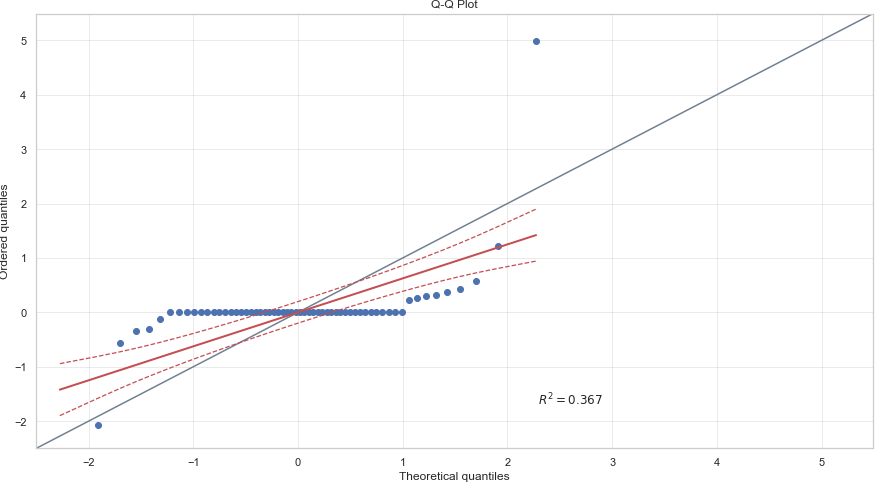 Q-Q Plot
Ordered quantiles
5
4
3
2
1
0
−1
−2
R² = 0.367
−2 −1 0 1 2 3 4 5
Theoretical quantiles